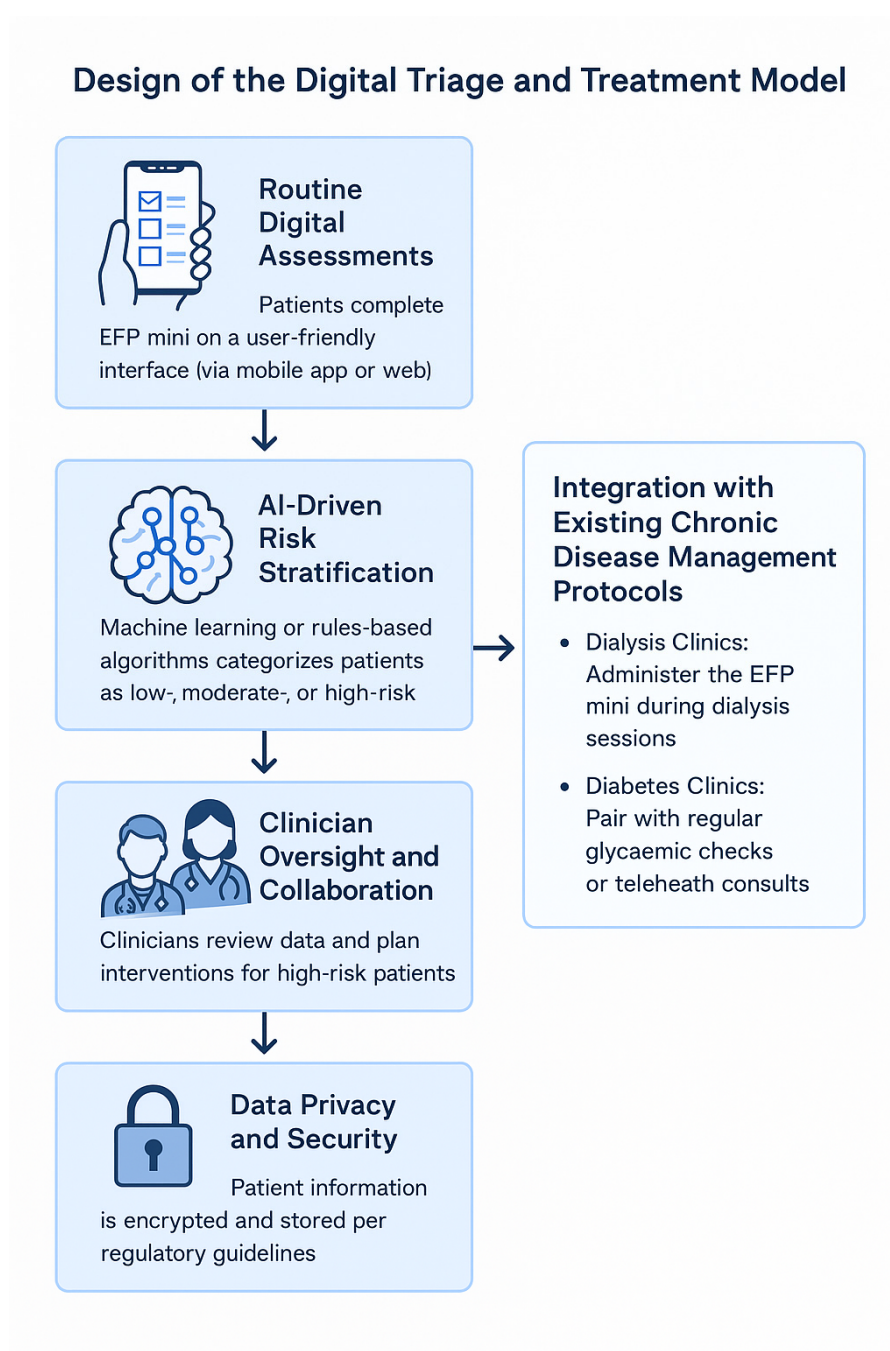 Design of the Digital Triage and Treatment Model
Routine
Digital
Assessments
Patients complete
EFP mini on a user-friendly
interface (via mobile app or web)
AI-Driven
Risk
Stratification
Machine learning or rules-based
algorithms categorizes patients
as low-, moderate-, or high-risk
Integration with
Existing Chronic
Disease Management
Protocols
• Dialysis Clinics:
Administer the EFP
mini during dialysis
sessions
• Diabetes Clinics:
Pair with regular
glycaemic checks
or teleheath consults
Clinician
Oversight and
Collaboration
Clinicians review data and plan
interventions for high-risk patients
Data Privacy
and Security
Patient information
is encrypted and stored per
regulatory guidelines